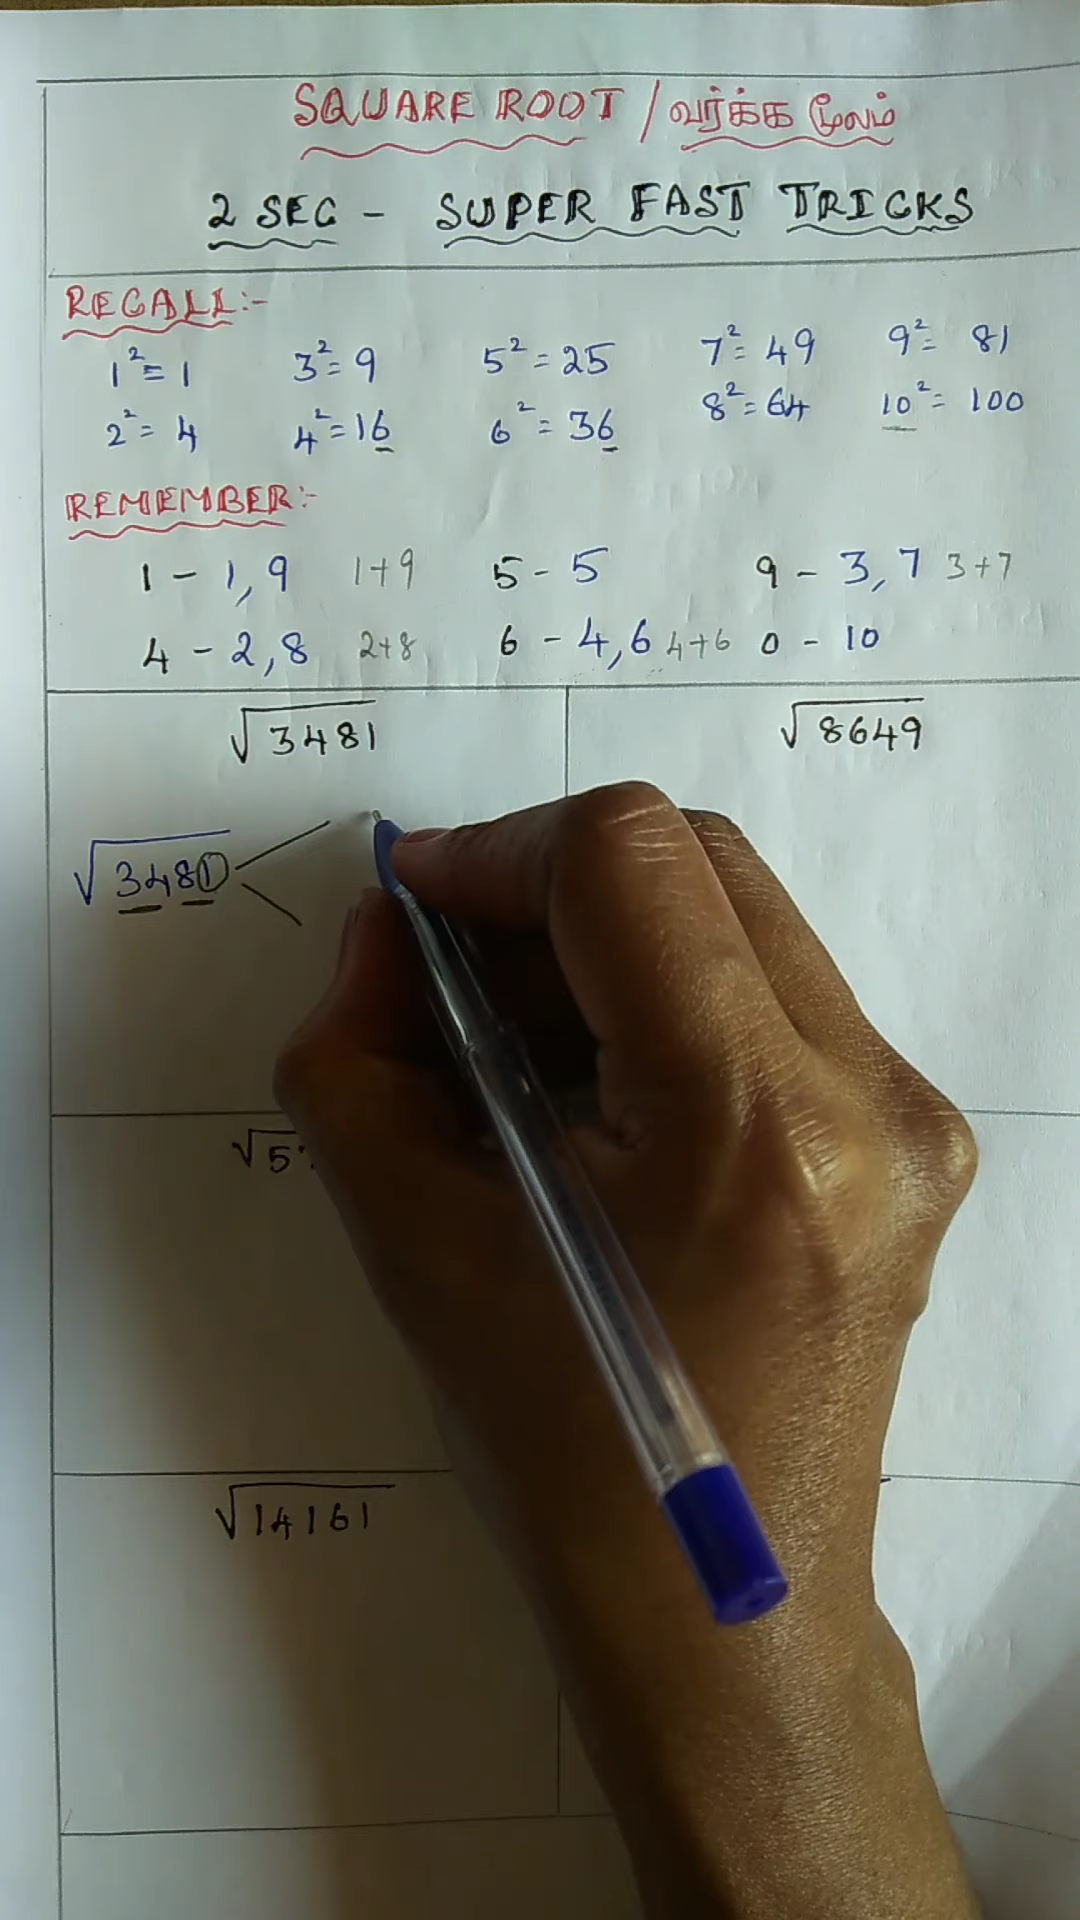 SQUARE ROOT / வர்க்க மூலம்
2 SEC - SUPER FAST TRICKS
RECALL:-
1² = 1 3² = 9 5² = 25 7² = 49 9² = 81
2² = 4 4² = 16 6² = 36 8² = 64 10² = 100
REMEMBER:-
1 - 1, 9 1+9 5 - 5 9 - 3, 7 3+7
4 - 2, 8 2+8 6 - 4, 6 4+6 0 - 10
√3481 √8649
√3481
√5
√14161